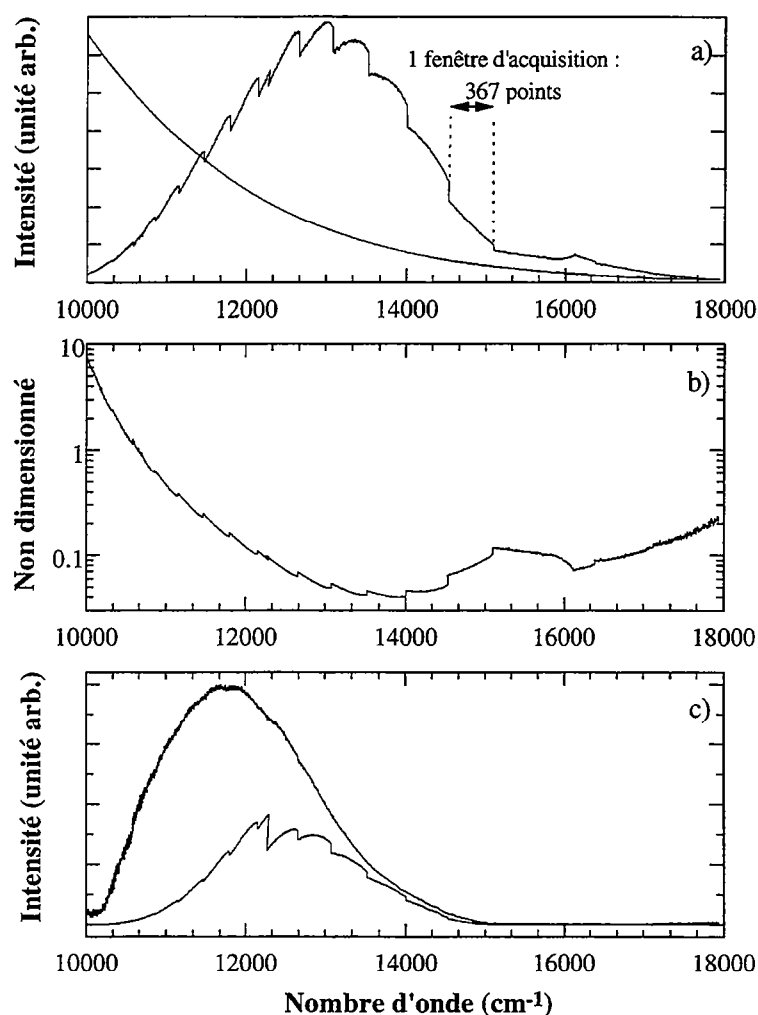 Intensité (unité arb.)
a)
1 fenêtre d'acquisition :
367 points
10000 12000 14000 16000 18000
Non dimensionné
10
1
0.1
b)
10000 12000 14000 16000 18000
Intensité (unité arb.)
c)
10000 12000 14000 16000 18000
Nombre d'onde (cm-1)